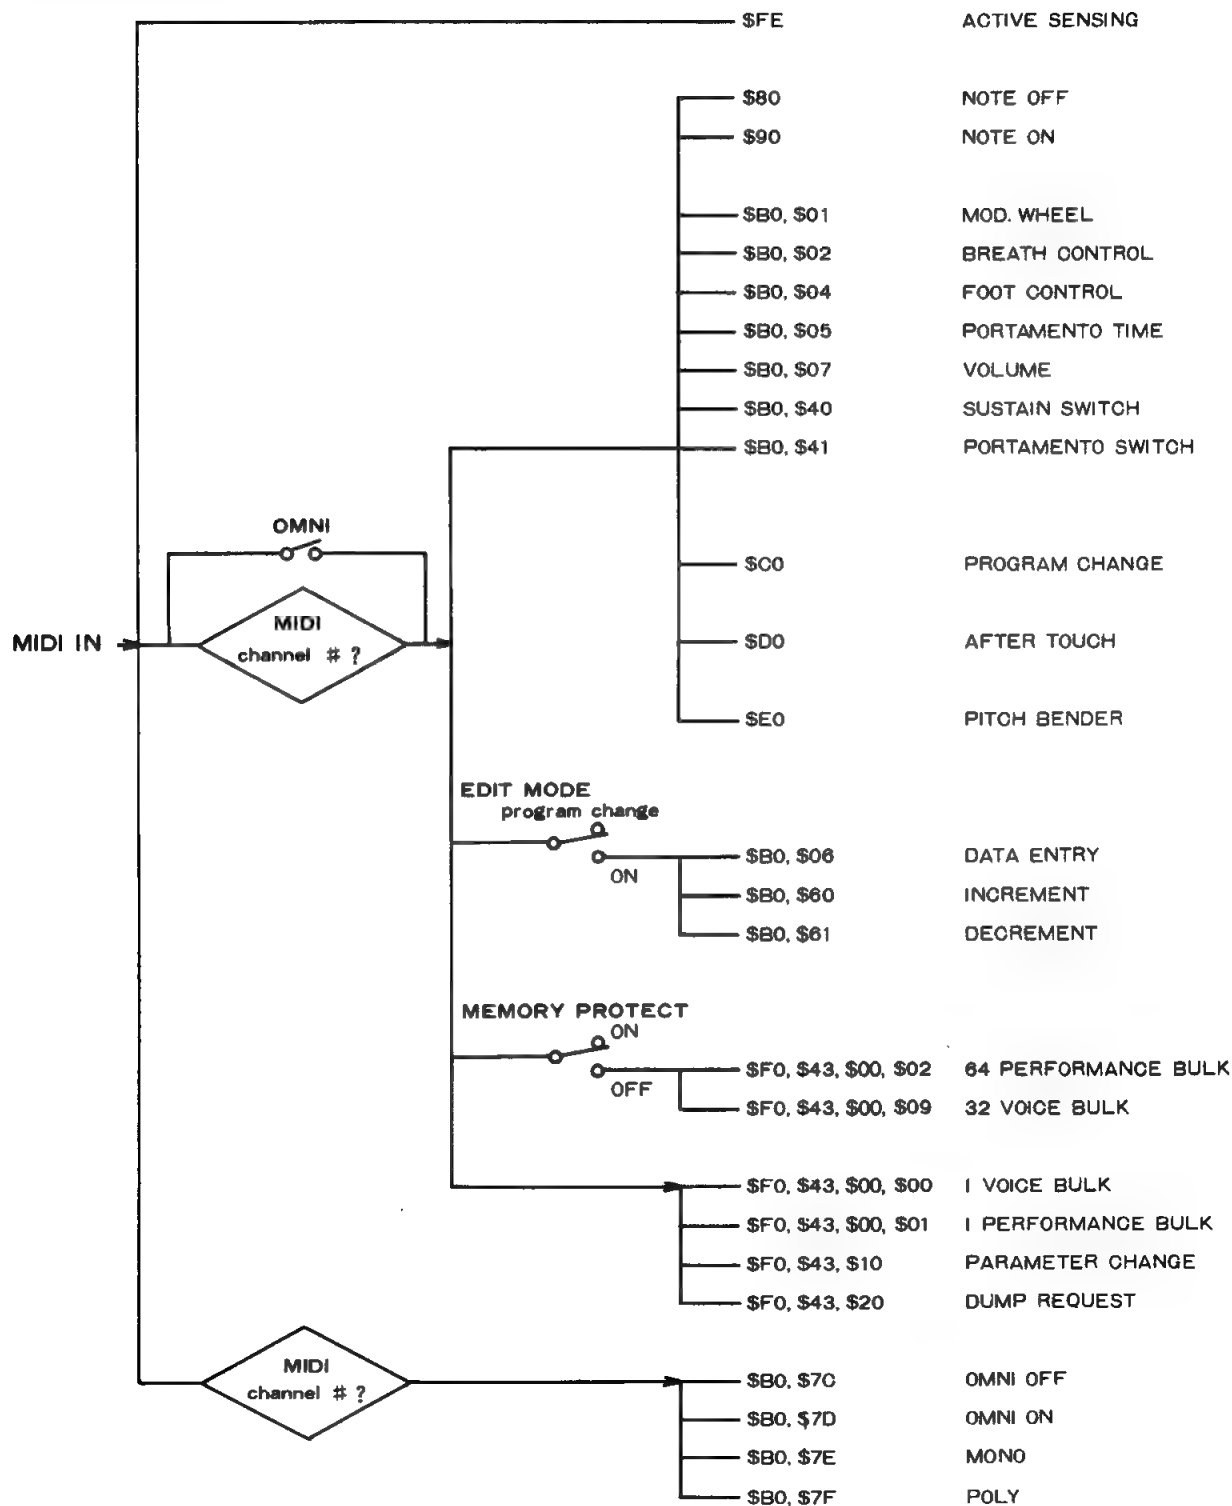 $FE ACTIVE SENSING
$80 NOTE OFF
$90 NOTE ON
$B0, $01 MOD. WHEEL
$B0, $02 BREATH CONTROL
$B0, $04 FOOT CONTROL
$B0, $05 PORTAMENTO TIME
$B0, $07 VOLUME
$B0, $40 SUSTAIN SWITCH
$B0, $41 PORTAMENTO SWITCH
OMNI
$C0 PROGRAM CHANGE
MIDI IN
MIDI
channel # ?
$D0 AFTER TOUCH
$E0 PITCH BENDER
EDIT MODE
program change
ON
$B0, $06 DATA ENTRY
$B0, $60 INCREMENT
$B0, $61 DECREMENT
MEMORY PROTECT
ON
OFF
$F0, $43, $00, $02 64 PERFORMANCE BULK
$F0, $43, $00, $09 32 VOICE BULK
$F0, $43, $00, $00 1 VOICE BULK
$F0, $43, $00, $01 1 PERFORMANCE BULK
$F0, $43, $10 PARAMETER CHANGE
$F0, $43, $20 DUMP REQUEST
MIDI
channel # ?
$B0, $7C OMNI OFF
$B0, $7D OMNI ON
$B0, $7E MONO
$B0, $7F POLY